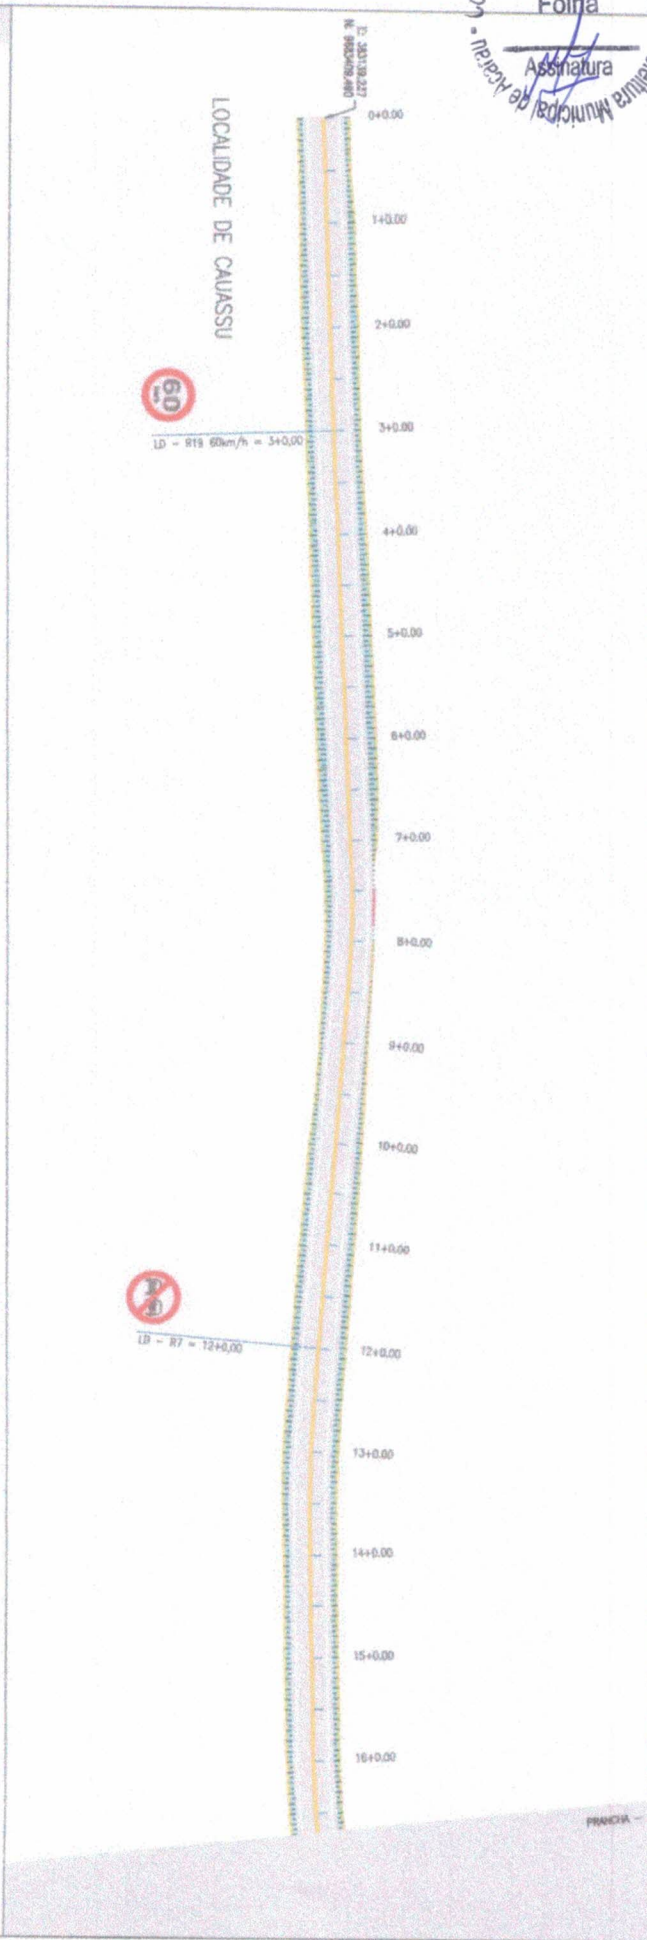 Folha
Assinatura
Municipal de Acaraú
E: 383139.227
0+0.00
LOCALIDADE DE CAUASSU
1+0.00
2+0.00
60
km/h
3+0.00
LD - R19 60km/h = 3+0,00
4+0.00
5+0.00
6+0.00
7+0.00
8+0.00
9+0.00
10+0.00
11+0.00
LD - R7 = 12+0,00
12+0.00
13+0.00
14+0.00
15+0.00
16+0.00
PRANCHA -